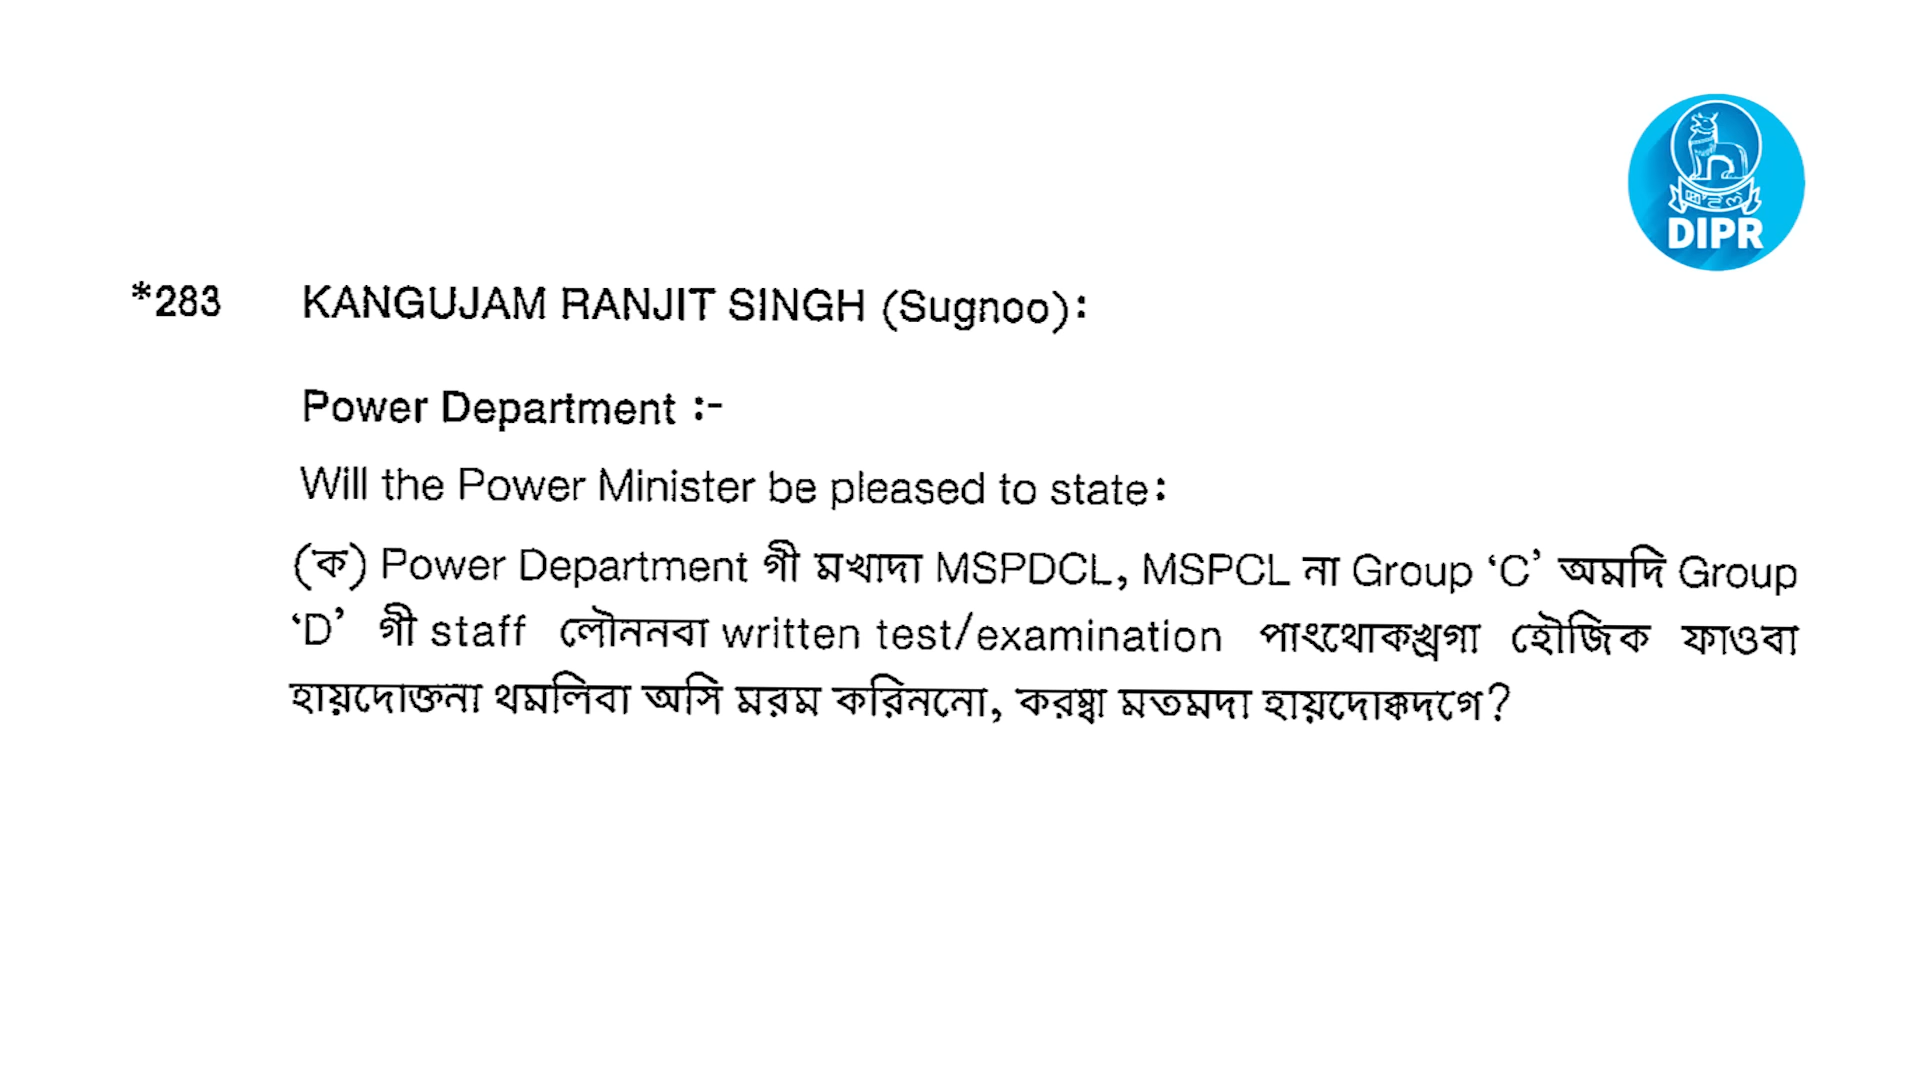 DIPR
*283 KANGUJAM RANJIT SINGH (Sugnoo):
Power Department :-
Will the Power Minister be pleased to state:
(ক) Power Department গী মখাদা MSPDCL, MSPCL না Group ‘C’ অমদি Group
‘D’ গী staff লৌননবা written test/examination পাংথোকখ্রগা হৌজিক ফাওবা
হায়দোক্তনা থমলিবা অসি মরম করিননো, করম্বা মতমদা হায়দোক্কদগে?